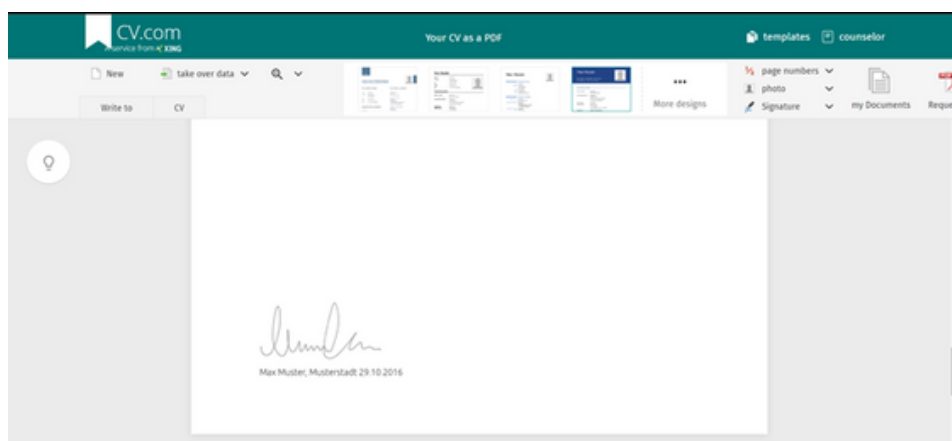 CV.com
A service from XING
Your CV as a PDF
templates
counselor
New
take over data
More designs
page numbers
photo
Signature
my Documents
Write to
CV
Max Muster, Musterstadt 29.10.2016